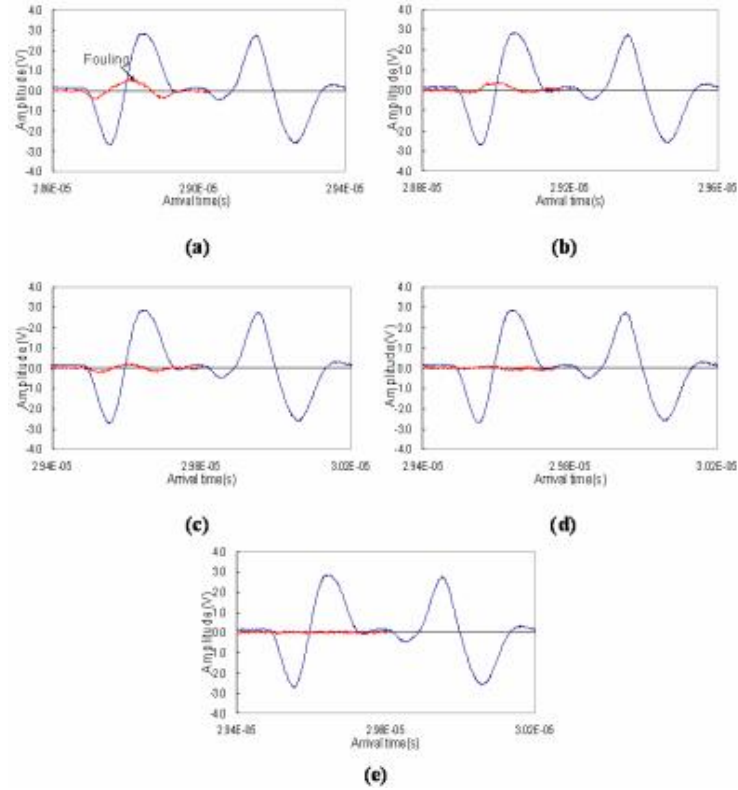 4.0
3.0
2.0
1.0
0.0
-1.0
-2.0
-3.0
-4.0
Amplitude(V)
Fouling
2.86E-05 2.90E-05 2.94E-05
Arrival time(s)
(a)
4.0
3.0
2.0
1.0
0.0
-1.0
-2.0
-3.0
-4.0
Amplitude(V)
2.88E-05 2.92E-05 2.96E-05
Arrival time(s)
(b)
4.0
3.0
2.0
1.0
0.0
-1.0
-2.0
-3.0
-4.0
Amplitude(V)
2.94E-05 2.98E-05 3.02E-05
Arrival time(s)
(c)
4.0
3.0
2.0
1.0
0.0
-1.0
-2.0
-3.0
-4.0
Amplitude(V)
2.94E-05 2.98E-05 3.02E-05
Arrival time(s)
(d)
4.0
3.0
2.0
1.0
0.0
-1.0
-2.0
-3.0
-4.0
Amplitude(V)
2.94E-05 2.98E-05 3.02E-05
Arrival time(s)
(e)